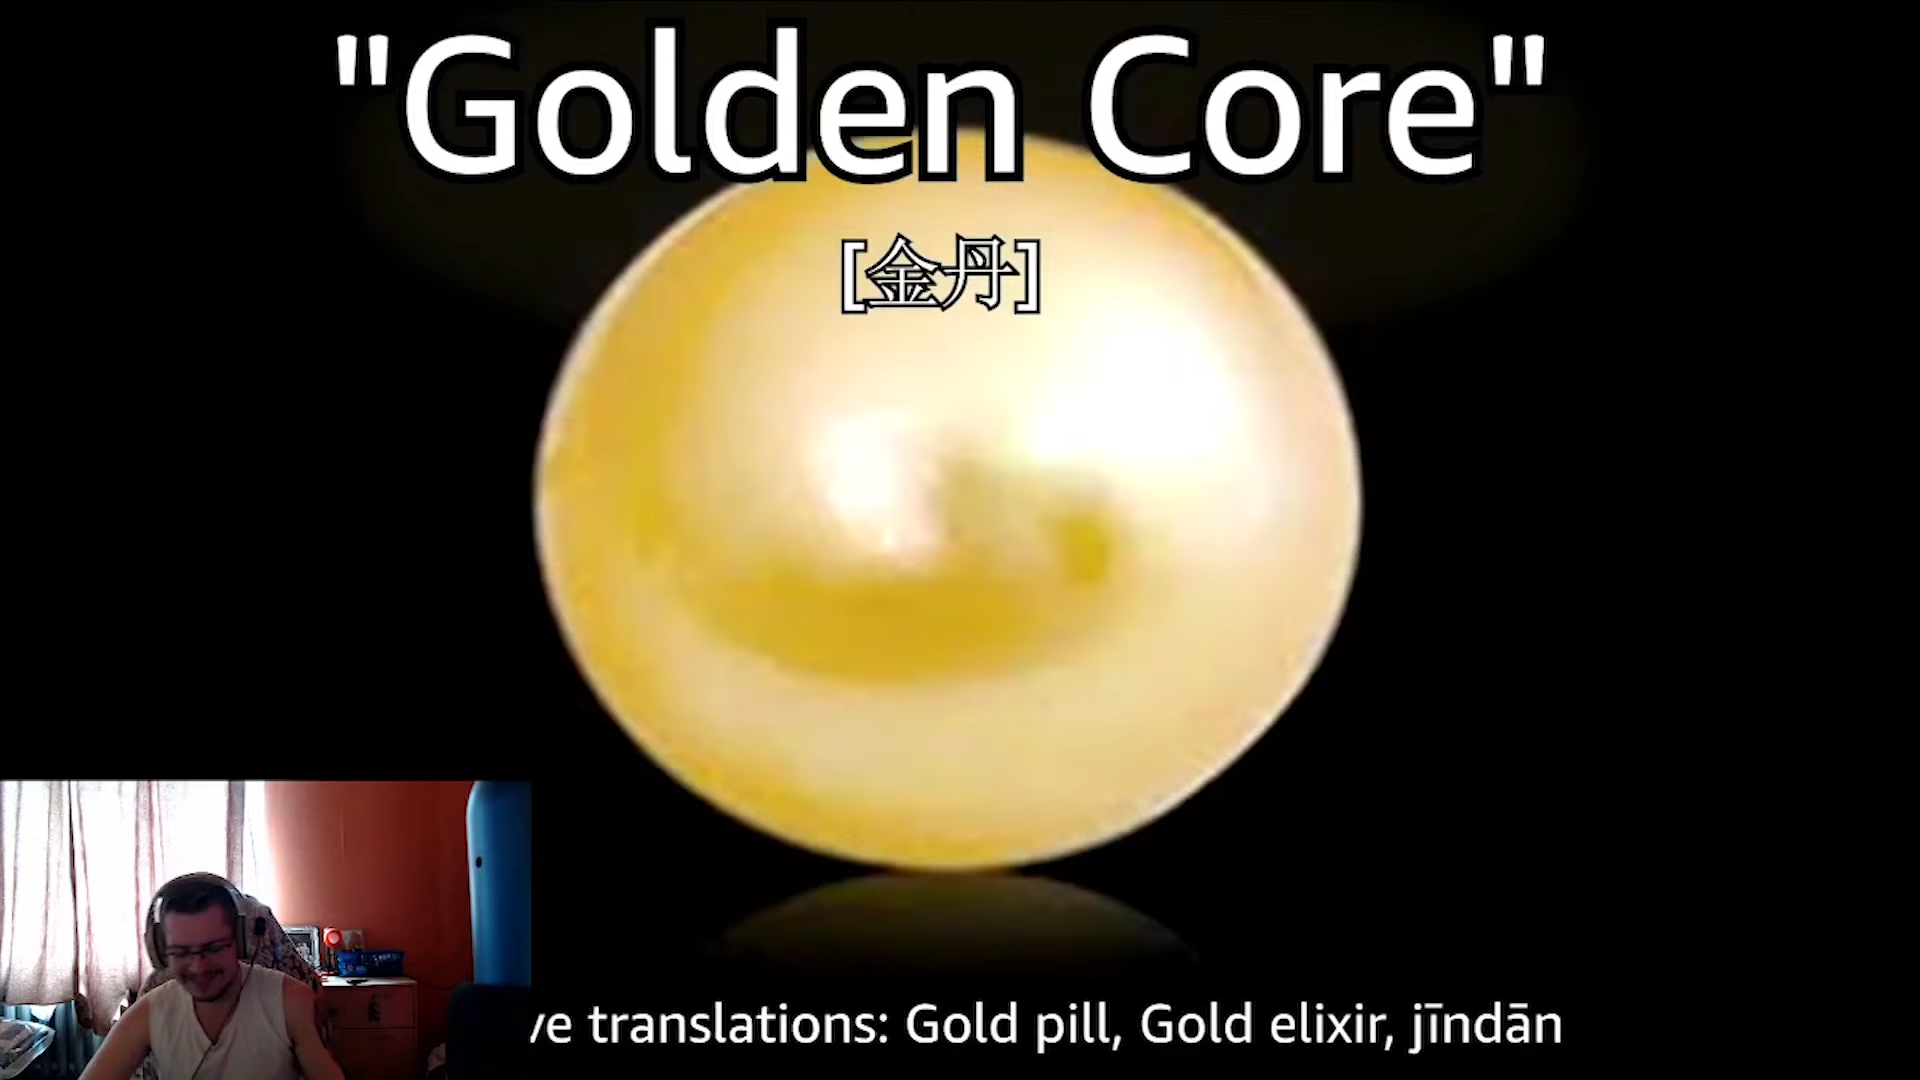 "Golden Core"
[金丹]
ve translations: Gold pill, Gold elixir, jīndān